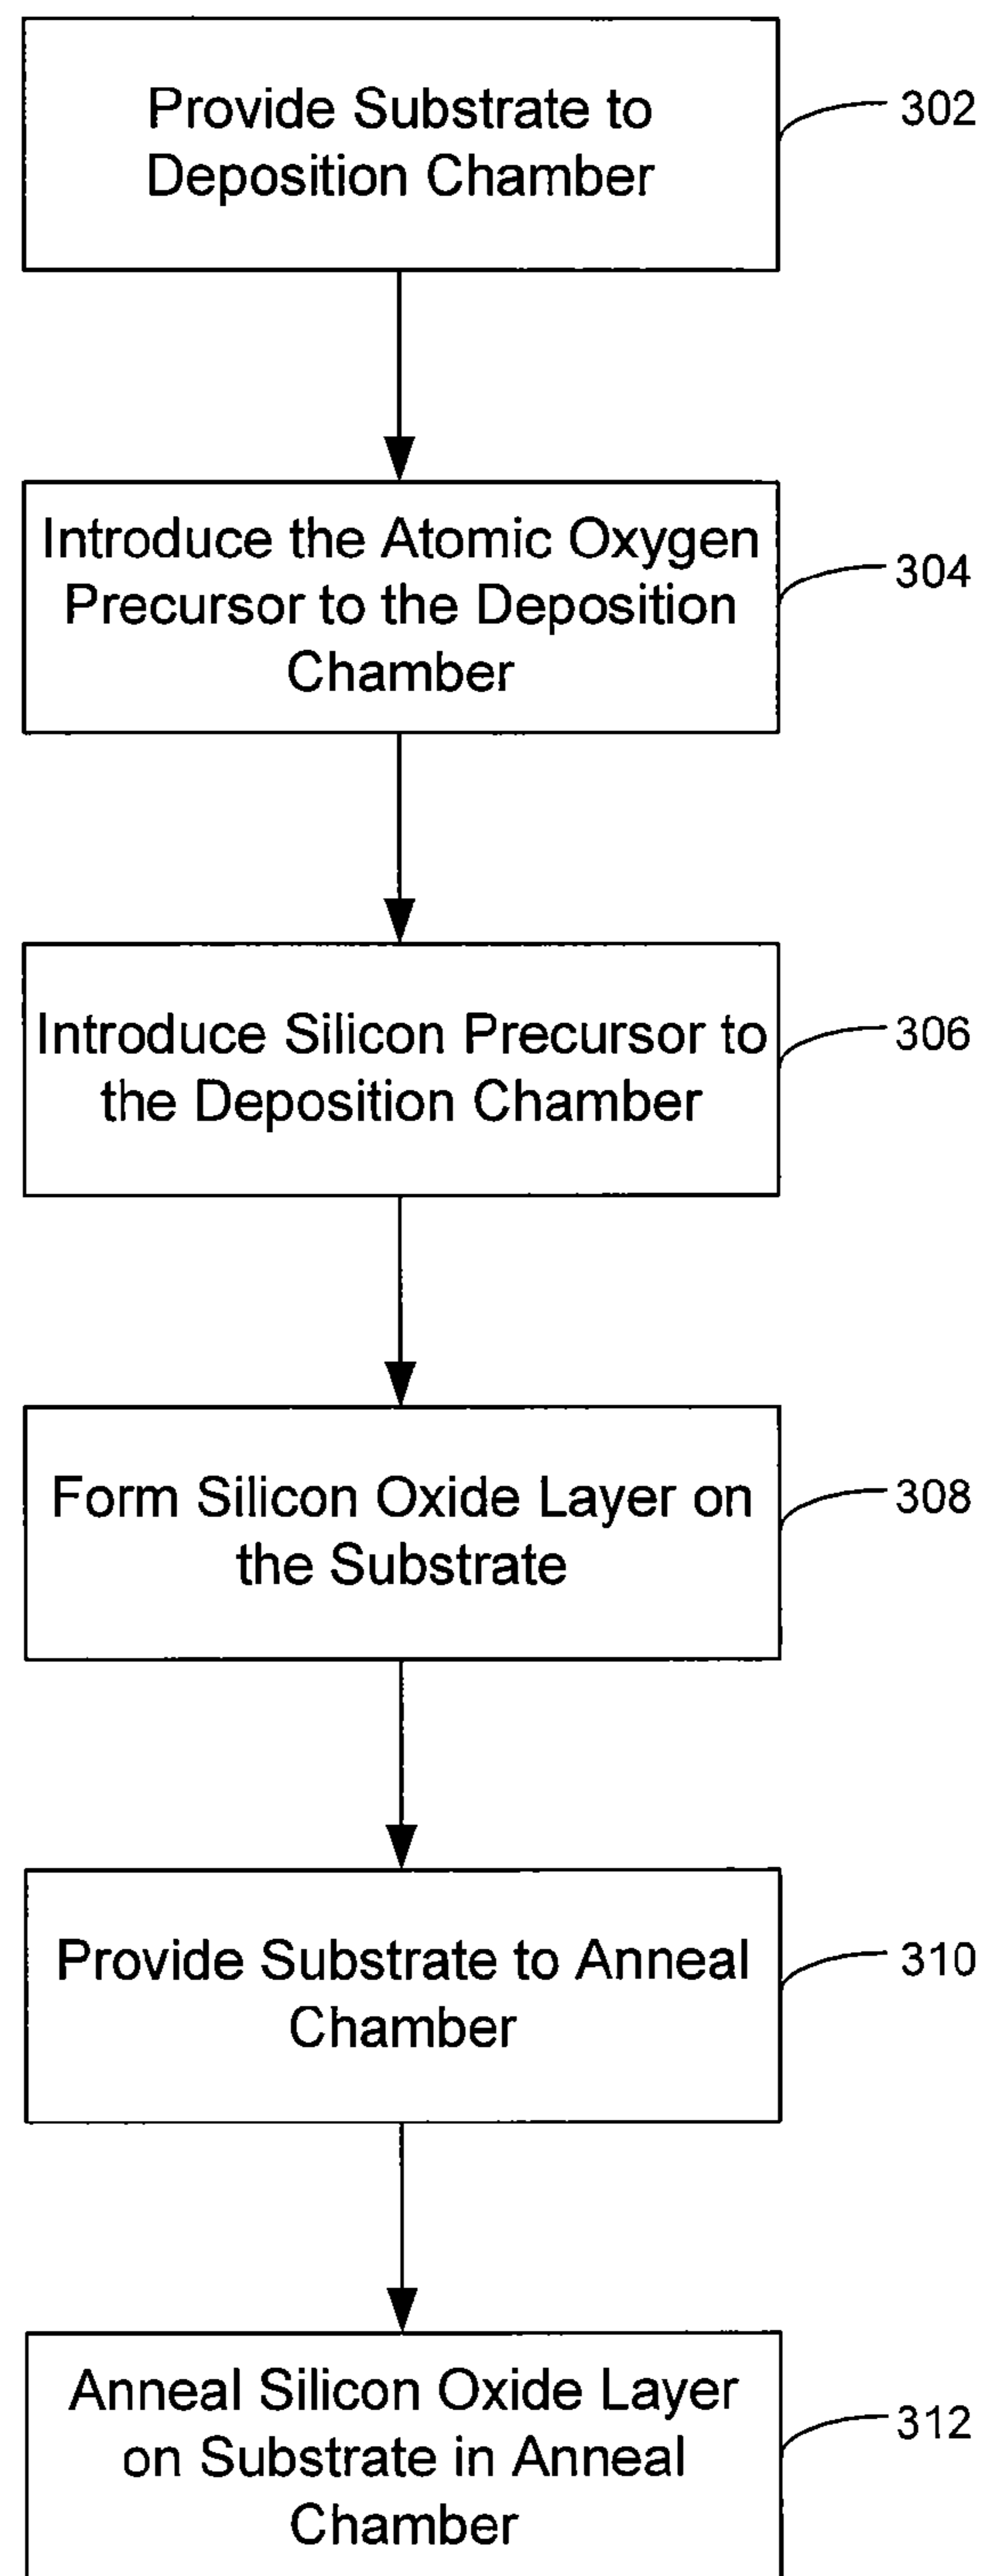 Provide Substrate to
Deposition Chamber
302
Introduce the Atomic Oxygen
Precursor to the Deposition
Chamber
304
Introduce Silicon Precursor to
the Deposition Chamber
306
Form Silicon Oxide Layer on
the Substrate
308
Provide Substrate to Anneal
Chamber
310
Anneal Silicon Oxide Layer
on Substrate in Anneal
Chamber
312